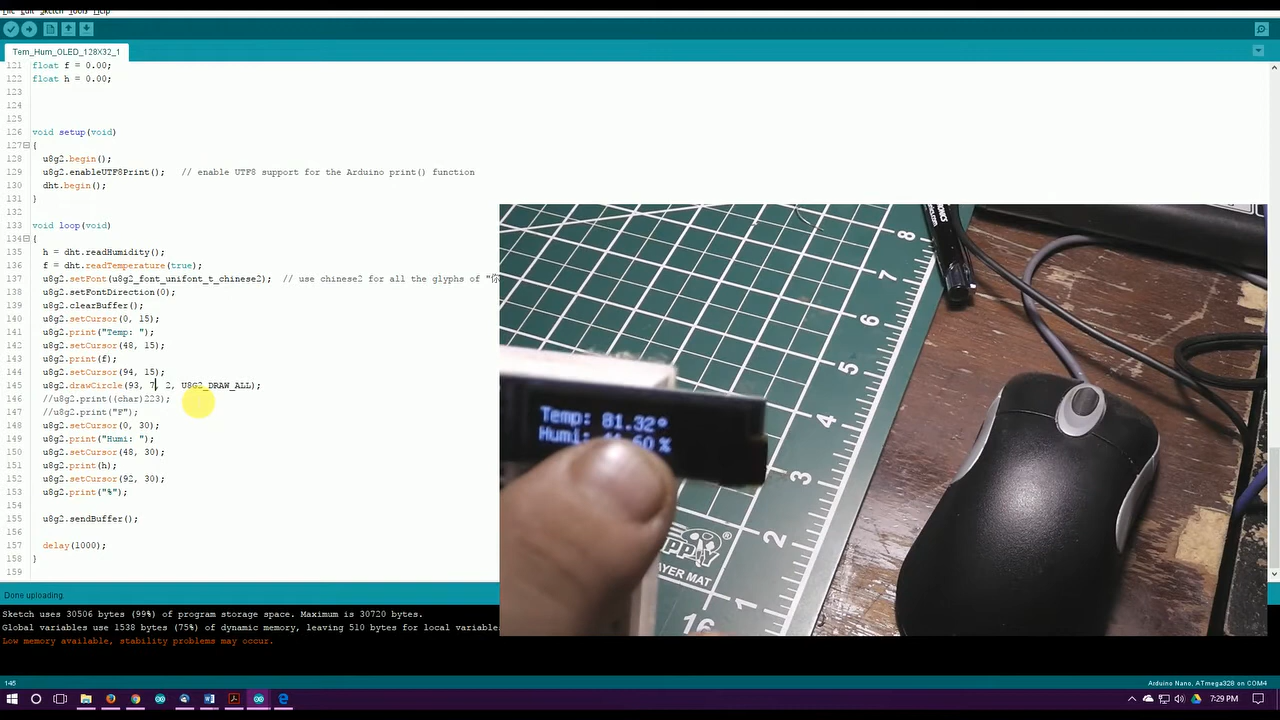 File Edit Sketch Tools Help
Tem_Hum_OLED_128X32_1
121 float f = 0.00;
122 float h = 0.00;
123
124
125
126 void setup(void)
127 {
128 u8g2.begin();
129 u8g2.enableUTF8Print(); // enable UTF8 support for the Arduino print() function
130 dht.begin();
131 }
132
133 void loop(void)
134 {
135 h = dht.readHumidity();
136 f = dht.readTemperature(true);
137 u8g2.setFont(u8g2_font_unifont_t_chinese2); // use chinese2 for all the glyphs of "
138 u8g2.setFontDirection(0);
139 u8g2.clearBuffer();
140 u8g2.setCursor(0, 15);
141 u8g2.print("Temp: ");
142 u8g2.setCursor(48, 15);
143 u8g2.print(f);
144 u8g2.setCursor(94, 15);
145 u8g2.drawCircle(93, 7, 2, U8G2_DRAW_ALL);
146 //u8g2.print((char)223);
147 //u8g2.print("F");
148 u8g2.setCursor(0, 30);
149 u8g2.print("Humi: ");
150 u8g2.setCursor(48, 30);
151 u8g2.print(h);
152 u8g2.setCursor(92, 30);
153 u8g2.print("%");
154
155 u8g2.sendBuffer();
156
157 delay(1000);
158 }
159
Temp: 81.32°
Humi: .60 %
8
7
6
5
4
3
2
1
16
YER MAT
Done uploading.
Sketch uses 30506 bytes (99%) of program storage space. Maximum is 30720 bytes.
Global variables use 1538 bytes (75%) of dynamic memory, leaving 510 bytes for local variable
Low memory available, stability problems may occur.
145
Arduino Nano, ATmega328 on COM4
7:29 PM